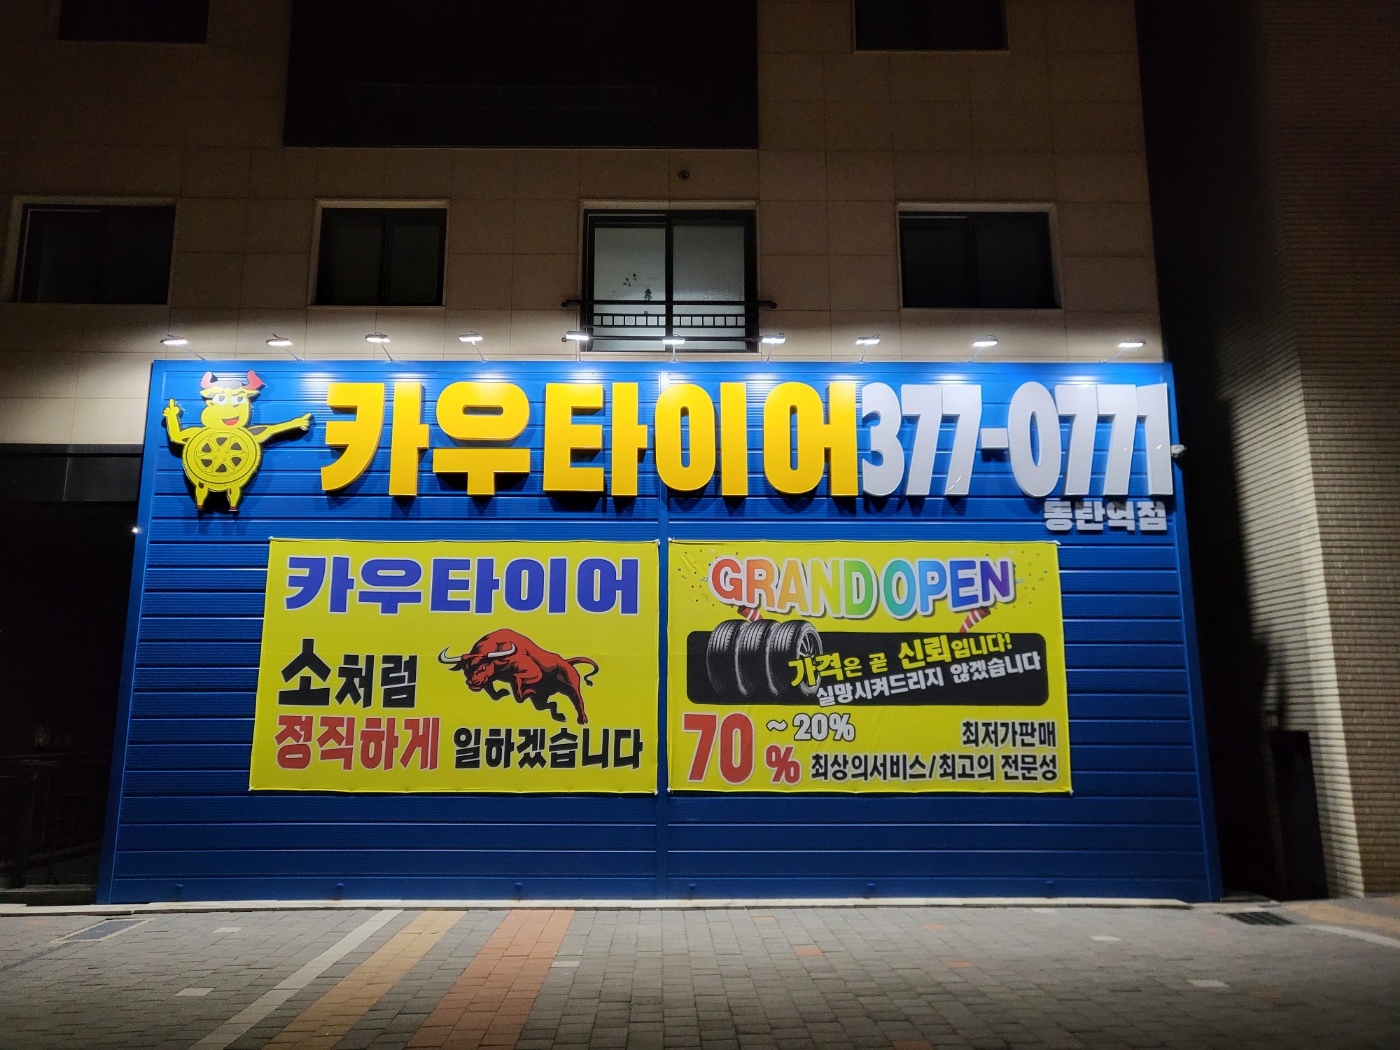 카우타이어 377-0771
동탄역점
카우타이어
소처럼
정직하게 일하겠습니다
GRAND OPEN
가격은 곧 신뢰입니다!
실망시켜드리지 않겠습니다
70 ~ 20%
% 최저가판매
최상의서비스/최고의 전문성